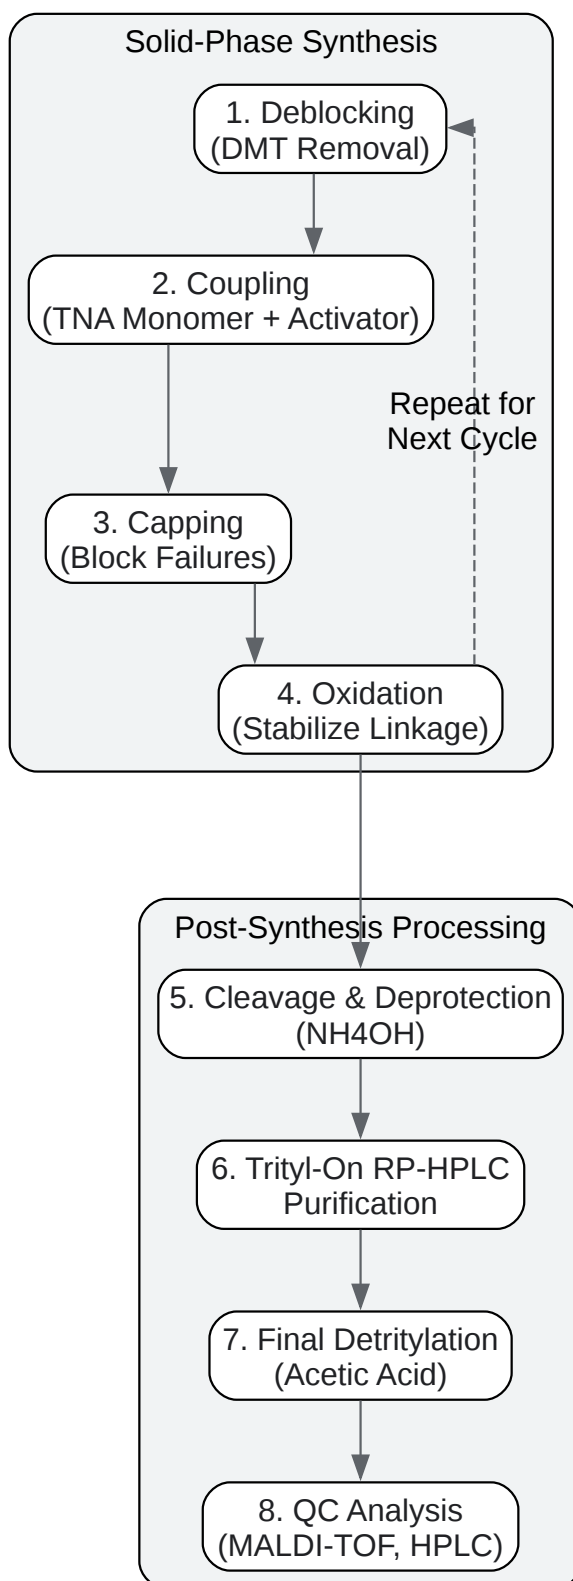 Solid-Phase Synthesis
1. Deblocking
(DMT Removal)
2. Coupling
(TNA Monomer + Activator)
Repeat for
Next Cycle
3. Capping
(Block Failures)
4. Oxidation
(Stabilize Linkage)
Post-Synthesis Processing
5. Cleavage & Deprotection
(NH4OH)
6. Trityl-On RP-HPLC
Purification
7. Final Detritylation
(Acetic Acid)
8. QC Analysis
(MALDI-TOF, HPLC)